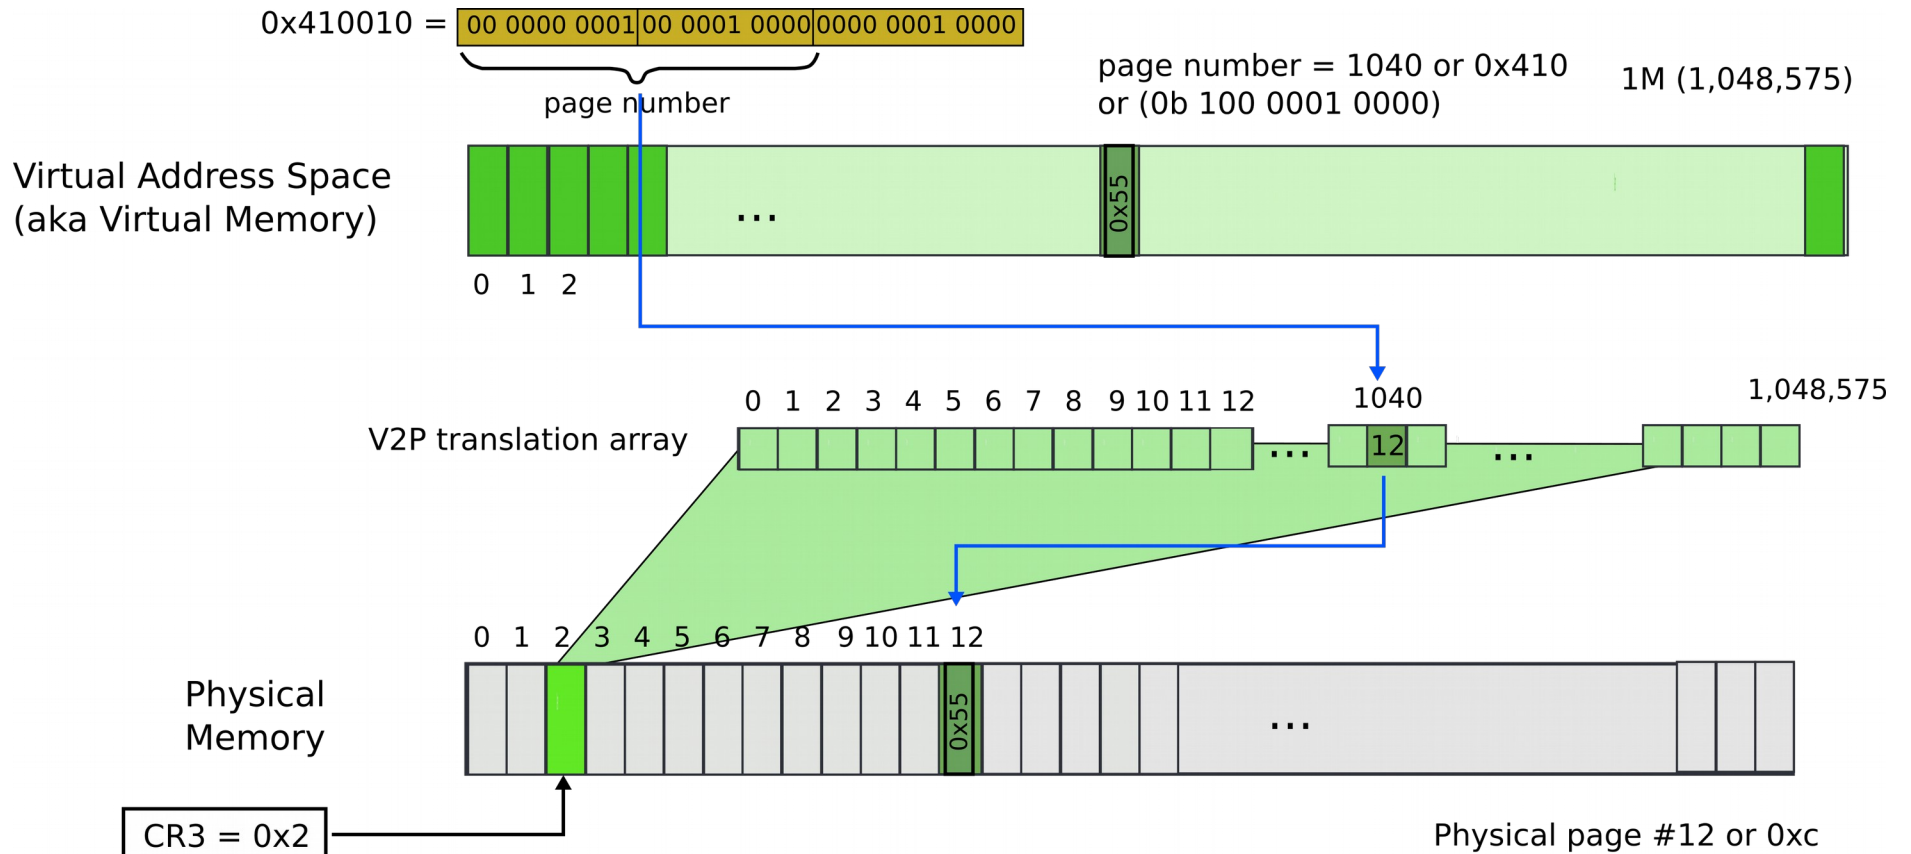 0x410010 = 00 0000 0001 00 0001 0000 0000 0001 0000
page number
page number = 1040 or 0x410
or (0b 100 0001 0000)
1M (1,048,575)
Virtual Address Space
(aka Virtual Memory)
...
0x55
0 1 2
0 1 2 3 4 5 6 7 8 9 10 11 12
1040
1,048,575
V2P translation array
...
12
...
0 1 2 3 4 5 6 7 8 9 10 11 12
Physical
Memory
0x55
...
CR3 = 0x2
Physical page #12 or 0xc